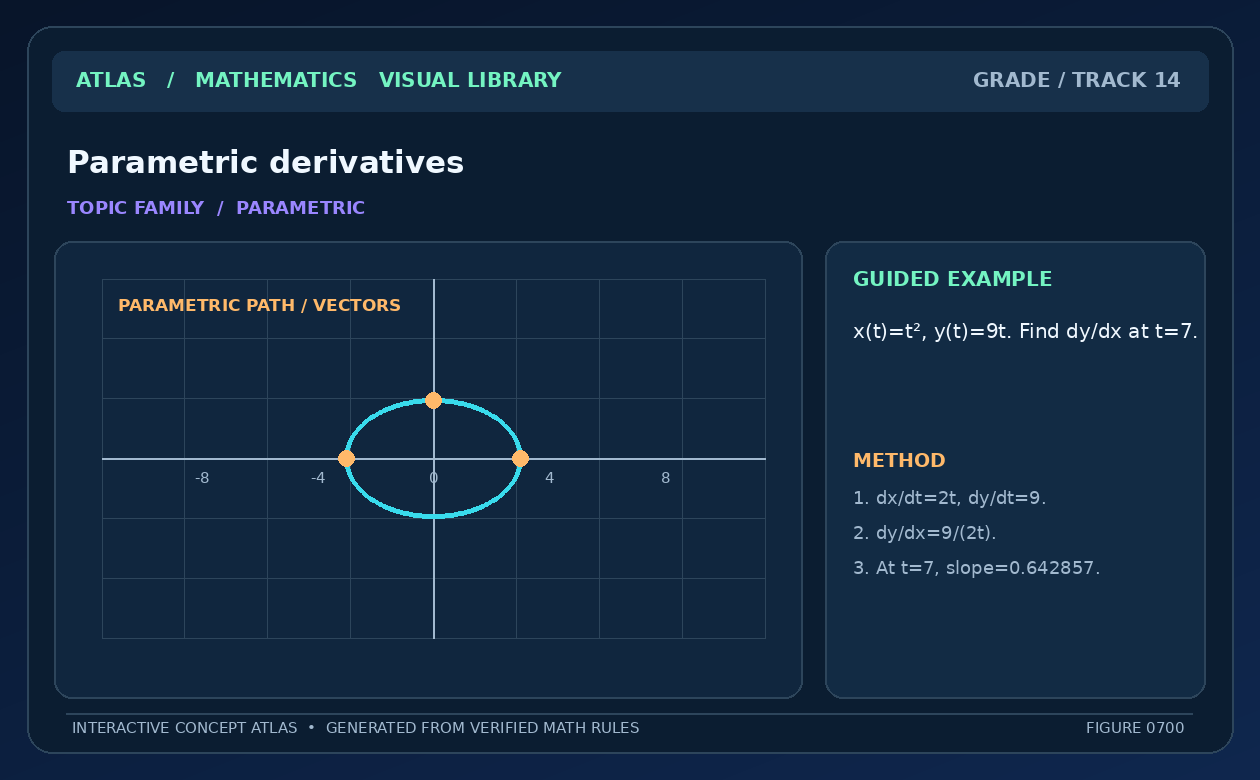 ATLAS / MATHEMATICS VISUAL LIBRARY
GRADE / TRACK 14
Parametric derivatives
TOPIC FAMILY / PARAMETRIC
PARAMETRIC PATH / VECTORS
-8 -4 0 4 8
GUIDED EXAMPLE
x(t)=t², y(t)=9t. Find dy/dx at t=7.
METHOD
1. dx/dt=2t, dy/dt=9.
2. dy/dx=9/(2t).
3. At t=7, slope=0.642857.
INTERACTIVE CONCEPT ATLAS • GENERATED FROM VERIFIED MATH RULES
FIGURE 0700